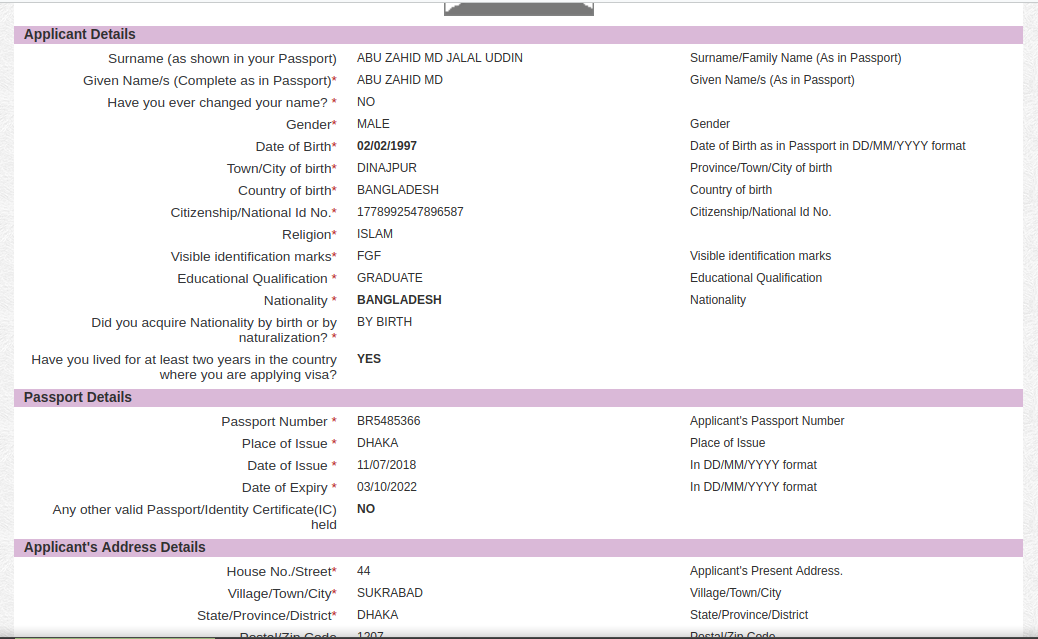 Applicant Details
Surname (as shown in your Passport) ABU ZAHID MD JALAL UDDIN Surname/Family Name (As in Passport)
Given Name/s (Complete as in Passport)* ABU ZAHID MD Given Name/s (As in Passport)
Have you ever changed your name? * NO
Gender* MALE Gender
Date of Birth* 02/02/1997 Date of Birth as in Passport in DD/MM/YYYY format
Town/City of birth* DINAJPUR Province/Town/City of birth
Country of birth* BANGLADESH Country of birth
Citizenship/National Id No.* 1778992547896587 Citizenship/National Id No.
Religion* ISLAM
Visible identification marks* FGF Visible identification marks
Educational Qualification * GRADUATE Educational Qualification
Nationality * BANGLADESH Nationality
Did you acquire Nationality by birth or by BY BIRTH
naturalization? *
Have you lived for at least two years in the country YES
where you are applying visa?
Passport Details
Passport Number * BR5485366 Applicant's Passport Number
Place of Issue * DHAKA Place of Issue
Date of Issue * 11/07/2018 In DD/MM/YYYY format
Date of Expiry * 03/10/2022 In DD/MM/YYYY format
Any other valid Passport/Identity Certificate(IC) NO
held
Applicant's Address Details
House No./Street* 44 Applicant's Present Address.
Village/Town/City* SUKRABAD Village/Town/City
State/Province/District* DHAKA State/Province/District
Postal/Zip Code 1207 Postal/Zip Code